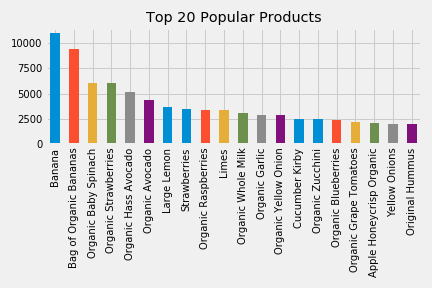 Top 20 Popular Products
10000
7500
5000
2500
0
Banana
Bag of Organic Bananas
Organic Baby Spinach
Organic Strawberries
Organic Hass Avocado
Organic Avocado
Large Lemon
Strawberries
Organic Raspberries
Limes
Organic Whole Milk
Organic Garlic
Organic Yellow Onion
Cucumber Kirby
Organic Zucchini
Organic Blueberries
Organic Grape Tomatoes
Apple Honeycrisp Organic
Yellow Onions
Original Hummus